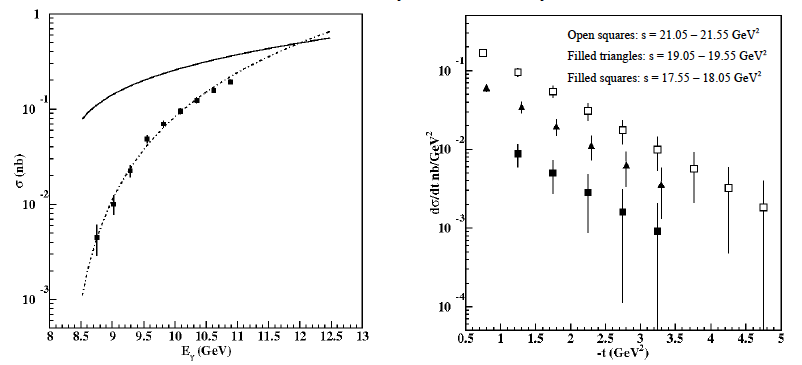 1
10⁻¹
10⁻²
10⁻³
σ (nb)
8 8.5 9 9.5 10 10.5 11 11.5 12 12.5 13
Eγ (GeV)
Open squares: s = 21.05 – 21.55 GeV²
Filled triangles: s = 19.05 – 19.55 GeV²
Filled squares: s = 17.55 – 18.05 GeV²
10⁻¹
10⁻²
10⁻³
10⁻⁴
dσ/dt nb/GeV²
0.5 1 1.5 2 2.5 3 3.5 4 4.5 5
-t (GeV²)